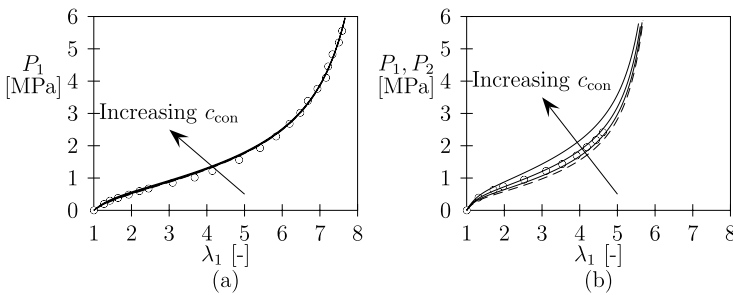 6
5
P₁
4
[MPa]
Increasing c_con
3
2
1
0
1 2 3 4 5 6 7 8
λ₁ [-]
(a)
6
5
P₁, P₂
4
[MPa]
Increasing c_con
3
2
1
0
1 2 3 4 5 6 7 8
λ₁ [-]
(b)